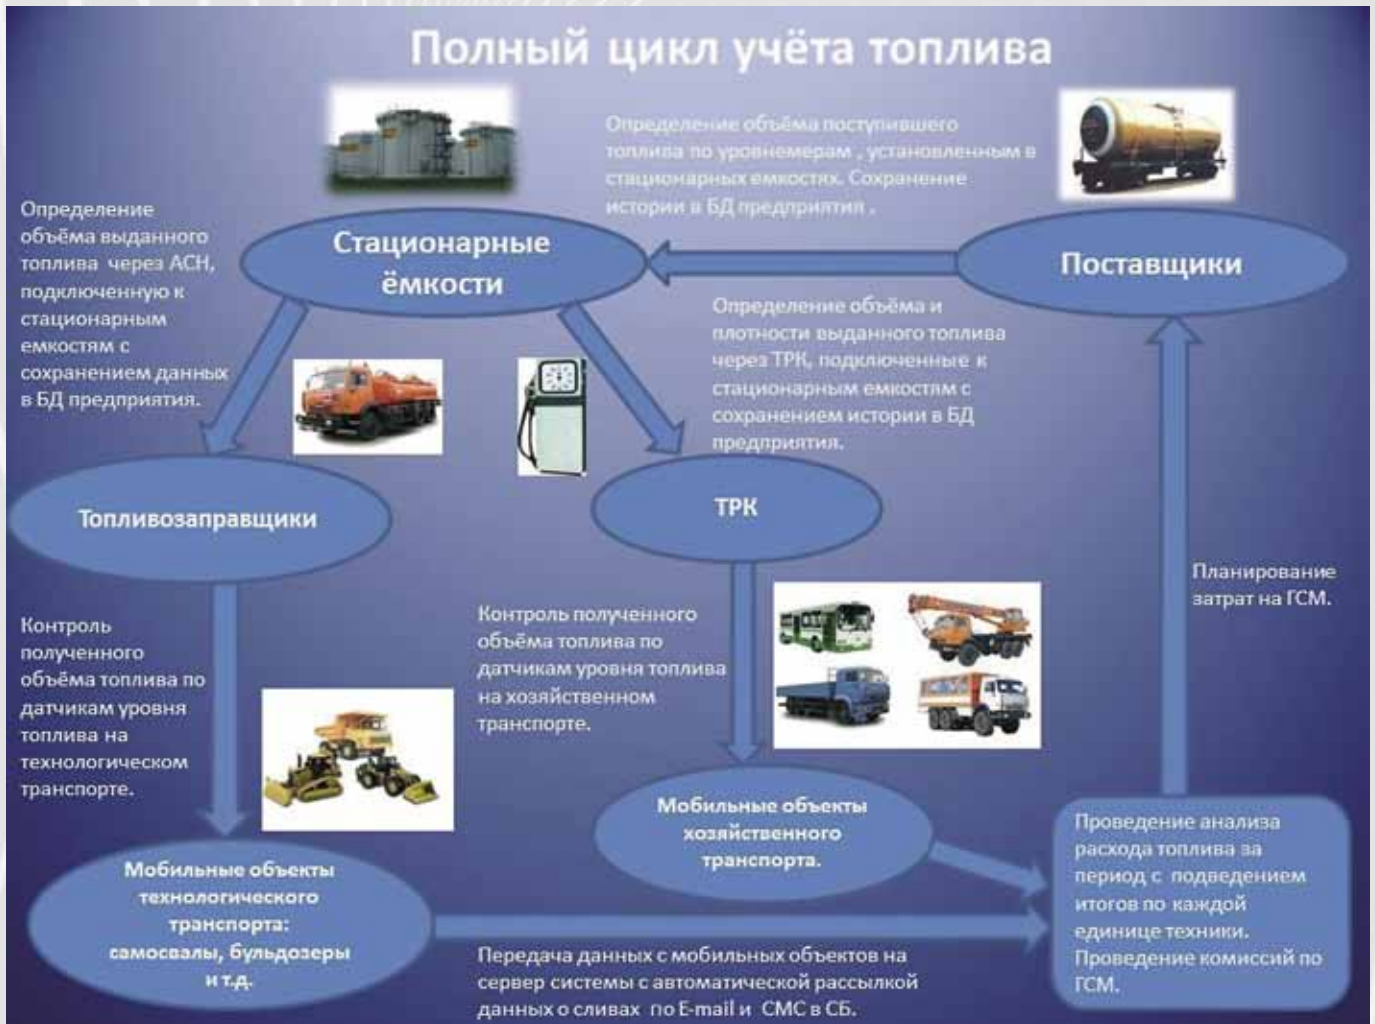 Полный цикл учёта топлива
Определение объёма поступившего
топлива по уровнемерам , установленным в
стационарных емкостях. Сохранение
истории в БД предприятия .
Определение
объёма выданного
топлива через АСН,
подключенную к
стационарным
емкостям с
сохранением данных
в БД предприятия.
Стационарные
ёмкости
Поставщики
Определение объёма и
плотности выданного топлива
через ТРК, подключенные к
стационарным емкостям с
сохранением истории в БД
предприятия.
Топливозаправщики
ТРК
Планирование
затрат на ГСМ.
Контроль
полученного
объёма топлива по
датчикам уровня
топлива на
технологическом
транспорте.
Контроль полученного
объёма топлива по
датчикам уровня топлива
на хозяйственном
транспорте.
Мобильные объекты
хозяйственного
транспорта.
Мобильные объекты
технологического
транспорта:
самосвалы, бульдозеры
и т.д.
Проведение анализа
расхода топлива за
период с подведением
итогов по каждой
единице техники.
Проведение комиссий по
ГСМ.
Передача данных с мобильных объектов на
сервер системы с автоматической рассылкой
данных о сливах по E-mail и СМС в СБ.